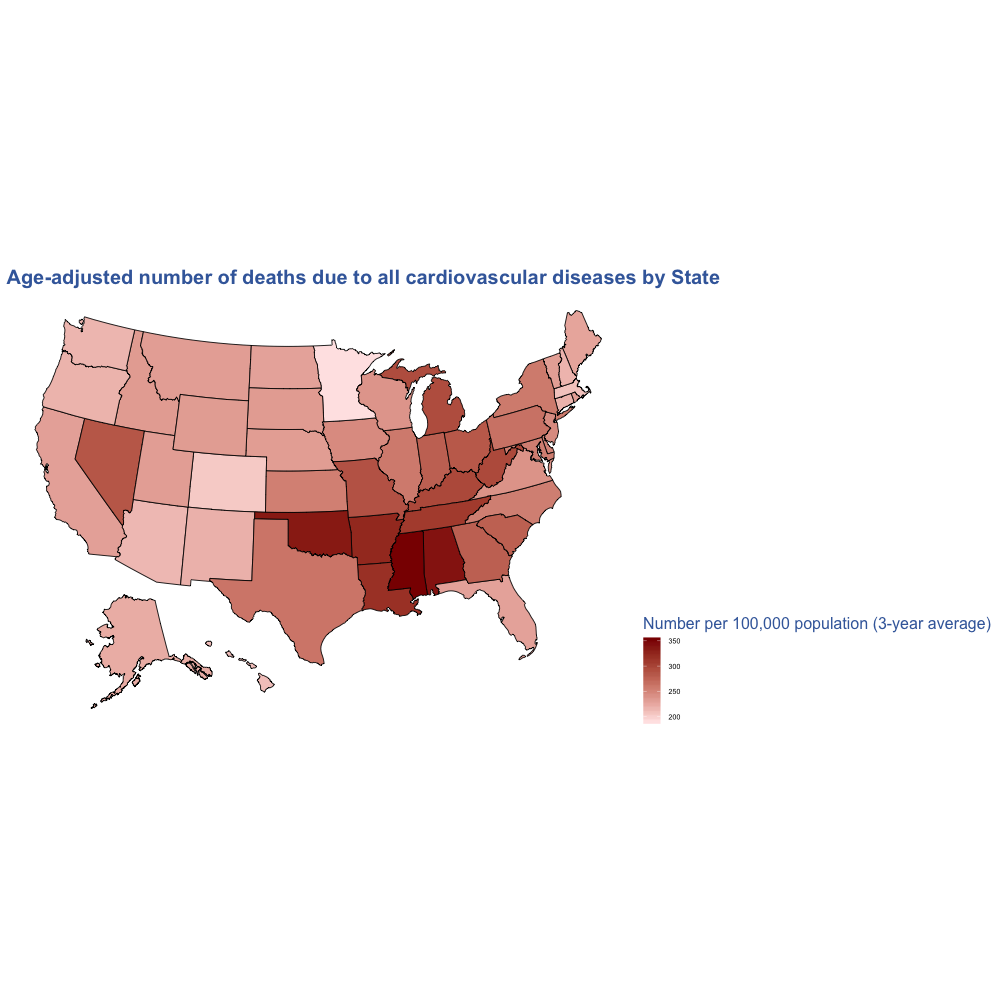 Age-adjusted number of deaths due to all cardiovascular diseases by State
Number per 100,000 population (3-year average)
350
300
250
200